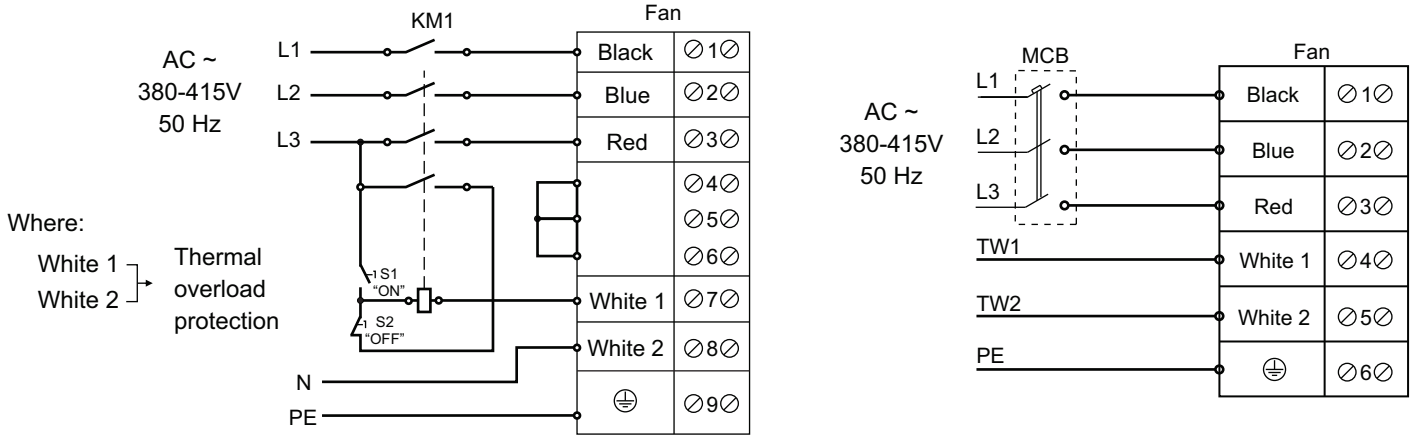 KM1
Fan
AC ~
380-415V
50 Hz
L1
L2
L3
Black 1
Blue 2
Red 3
4
5
6
S1
"ON"
White 1 7
S2
"OFF"
White 2 8
N
PE
9
Where:
White 1
White 2
Thermal
overload
protection
MCB
Fan
AC ~
380-415V
50 Hz
L1
L2
L3
TW1
TW2
PE
Black 1
Blue 2
Red 3
White 1 4
White 2 5
6